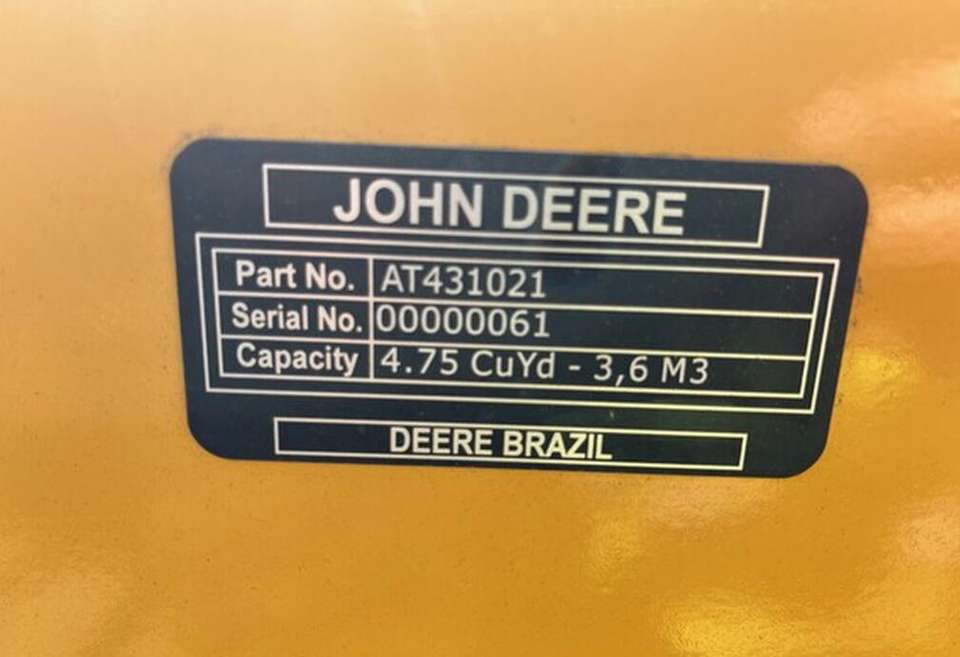 JOHN DEERE
Part No. AT431021
Serial No. 00000061
Capacity 4.75 CuYd - 3,6 M3
DEERE BRAZIL